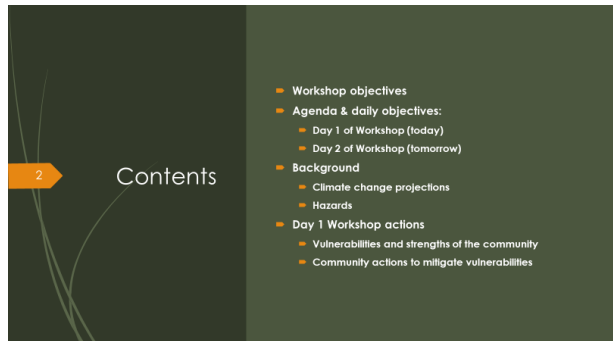 2
Contents
Workshop objectives
Agenda & daily objectives:
Day 1 of Workshop (today)
Day 2 of Workshop (tomorrow)
Background
Climate change projections
Hazards
Day 1 Workshop actions
Vulnerabilities and strengths of the community
Community actions to mitigate vulnerabilities